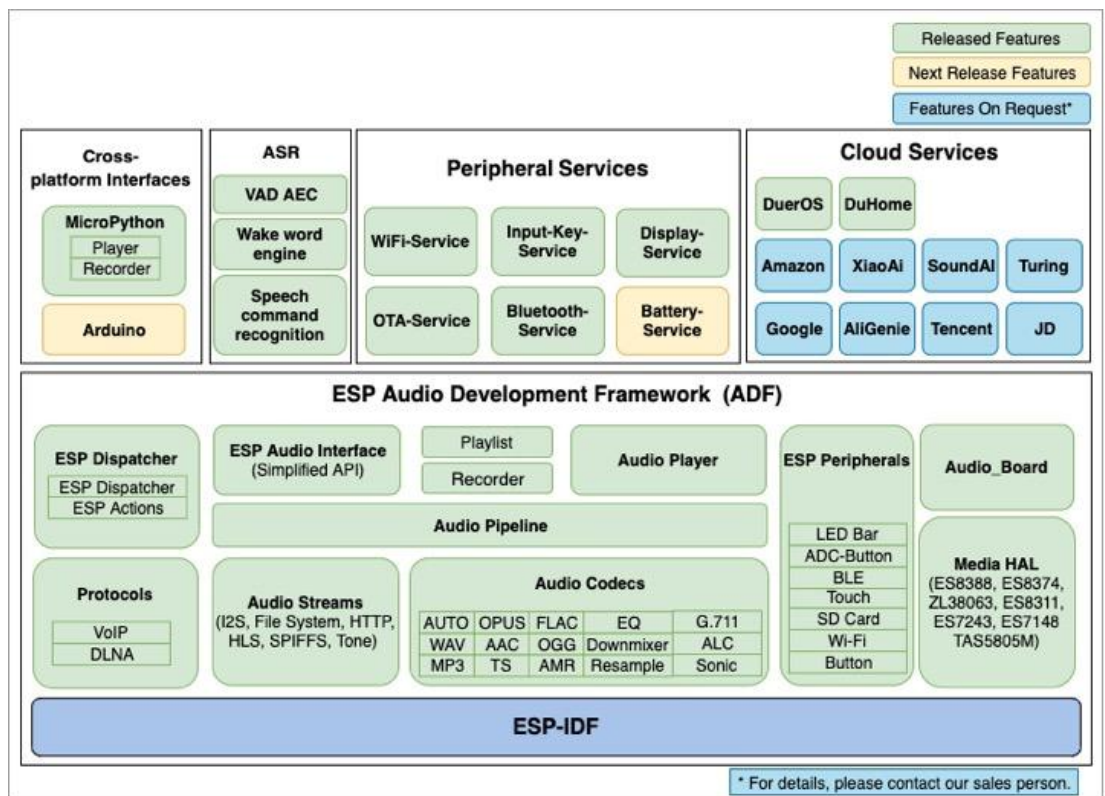 Released Features
Next Release Features
Features On Request*
Cross-
platform Interfaces
MicroPython
Player
Recorder
Arduino
ASR
VAD AEC
Wake word
engine
Speech
command
recognition
Peripheral Services
WiFi-Service
Input-Key-
Service
Display-
Service
OTA-Service
Bluetooth-
Service
Battery-
Service
Cloud Services
DuerOS
DuHome
Amazon
XiaoAi
SoundAI
Turing
Google
AliGenie
Tencent
JD
ESP Audio Development Framework (ADF)
ESP Dispatcher
ESP Dispatcher
ESP Actions
ESP Audio Interface
(Simplified API)
Playlist
Recorder
Audio Player
Audio Pipeline
Protocols
VoIP
DLNA
Audio Streams
(I2S, File System, HTTP,
HLS, SPIFFS, Tone)
Audio Codecs
AUTO OPUS FLAC EQ G.711
WAV AAC OGG Downmixer ALC
MP3 TS AMR Resample Sonic
ESP Peripherals
LED Bar
ADC-Button
BLE
Touch
SD Card
Wi-Fi
Button
Audio_Board
Media HAL
(ES8388, ES8374,
ZL38063, ES8311,
ES7243, ES7148
TAS5805M)
ESP-IDF
* For details, please contact our sales person.